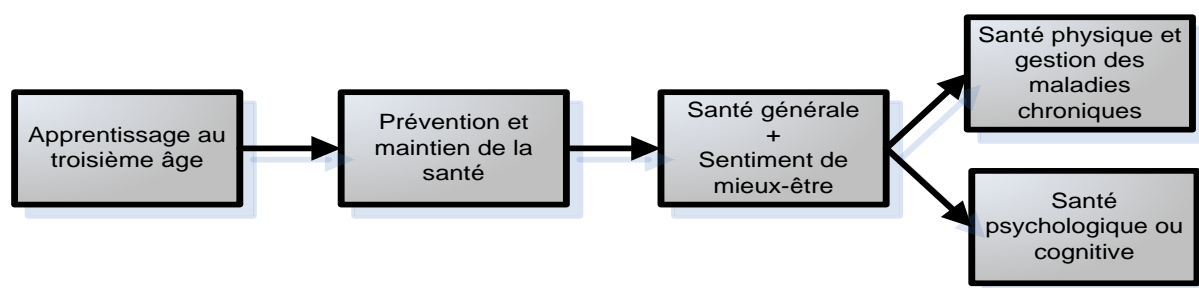 Apprentissage au
troisième âge
Prévention et
maintien de la
santé
Santé générale
+
Sentiment de
mieux-être
Santé physique et
gestion des
maladies
chroniques
Santé
psychologique ou
cognitive